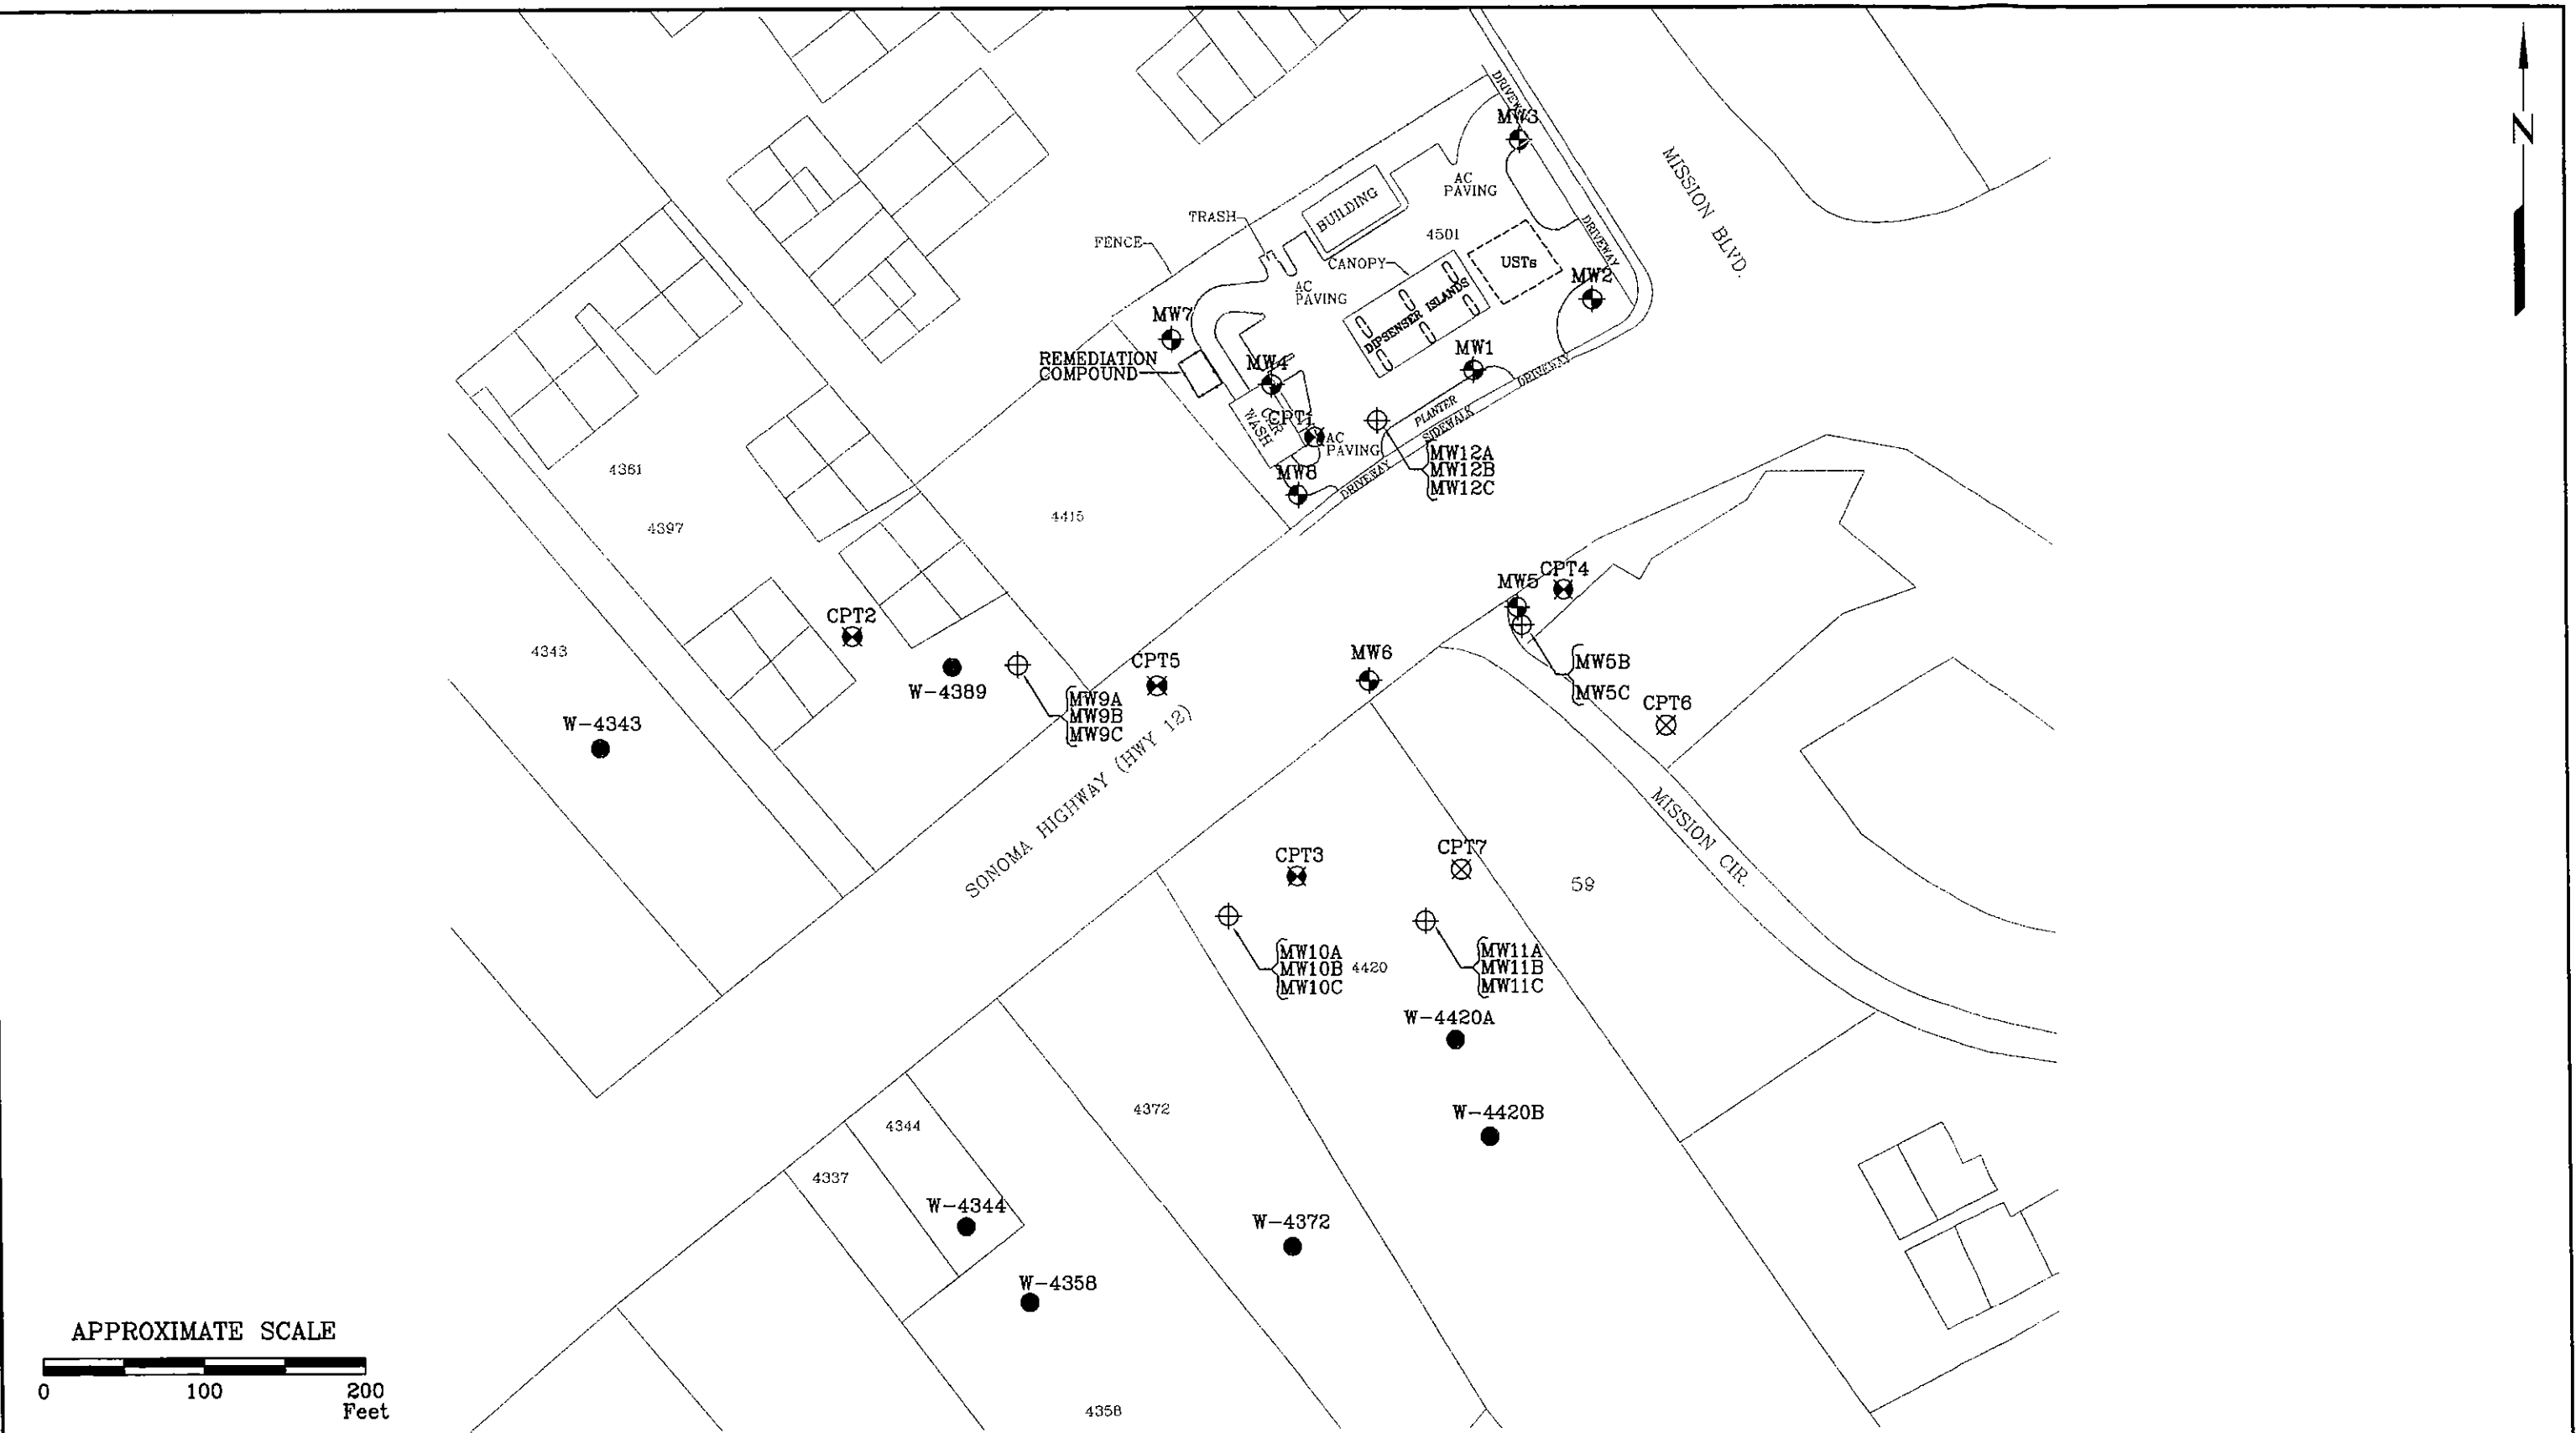 DRIVEWAY
MW3
N
MISSION BLVD.
AC
PAVING
BUILDING
TRASH
FENCE
4501
DRIVEWAY
CANOPY
USTs
MW2
AC
PAVING
DIPSENSER ISLANDS
MW7
REMEDIATION
COMPOUND
MW4
MW1
DRIVEWAY
PLANTER
SIDEWALK
CPT1
CAR
WASH
AC
PAVING
MW12A
MW12B
MW12C
MW8
DRIVEWAY
4361
4397
4415
MW5
CPT4
CPT2
4343
W-4389
CPT5
MW6
MW5B
MW5C
MW9A
MW9B
MW9C
CPT6
W-4343
SONOMA HIGHWAY (HWY 12)
MISSION CIR.
CPT3
CPT7
59
MW10A
MW10B
MW10C
4420
MW11A
MW11B
MW11C
W-4420A
4372
4344
W-4420B
4337
W-4344
W-4372
W-4358
APPROXIMATE SCALE
0 100 200
Feet
4358